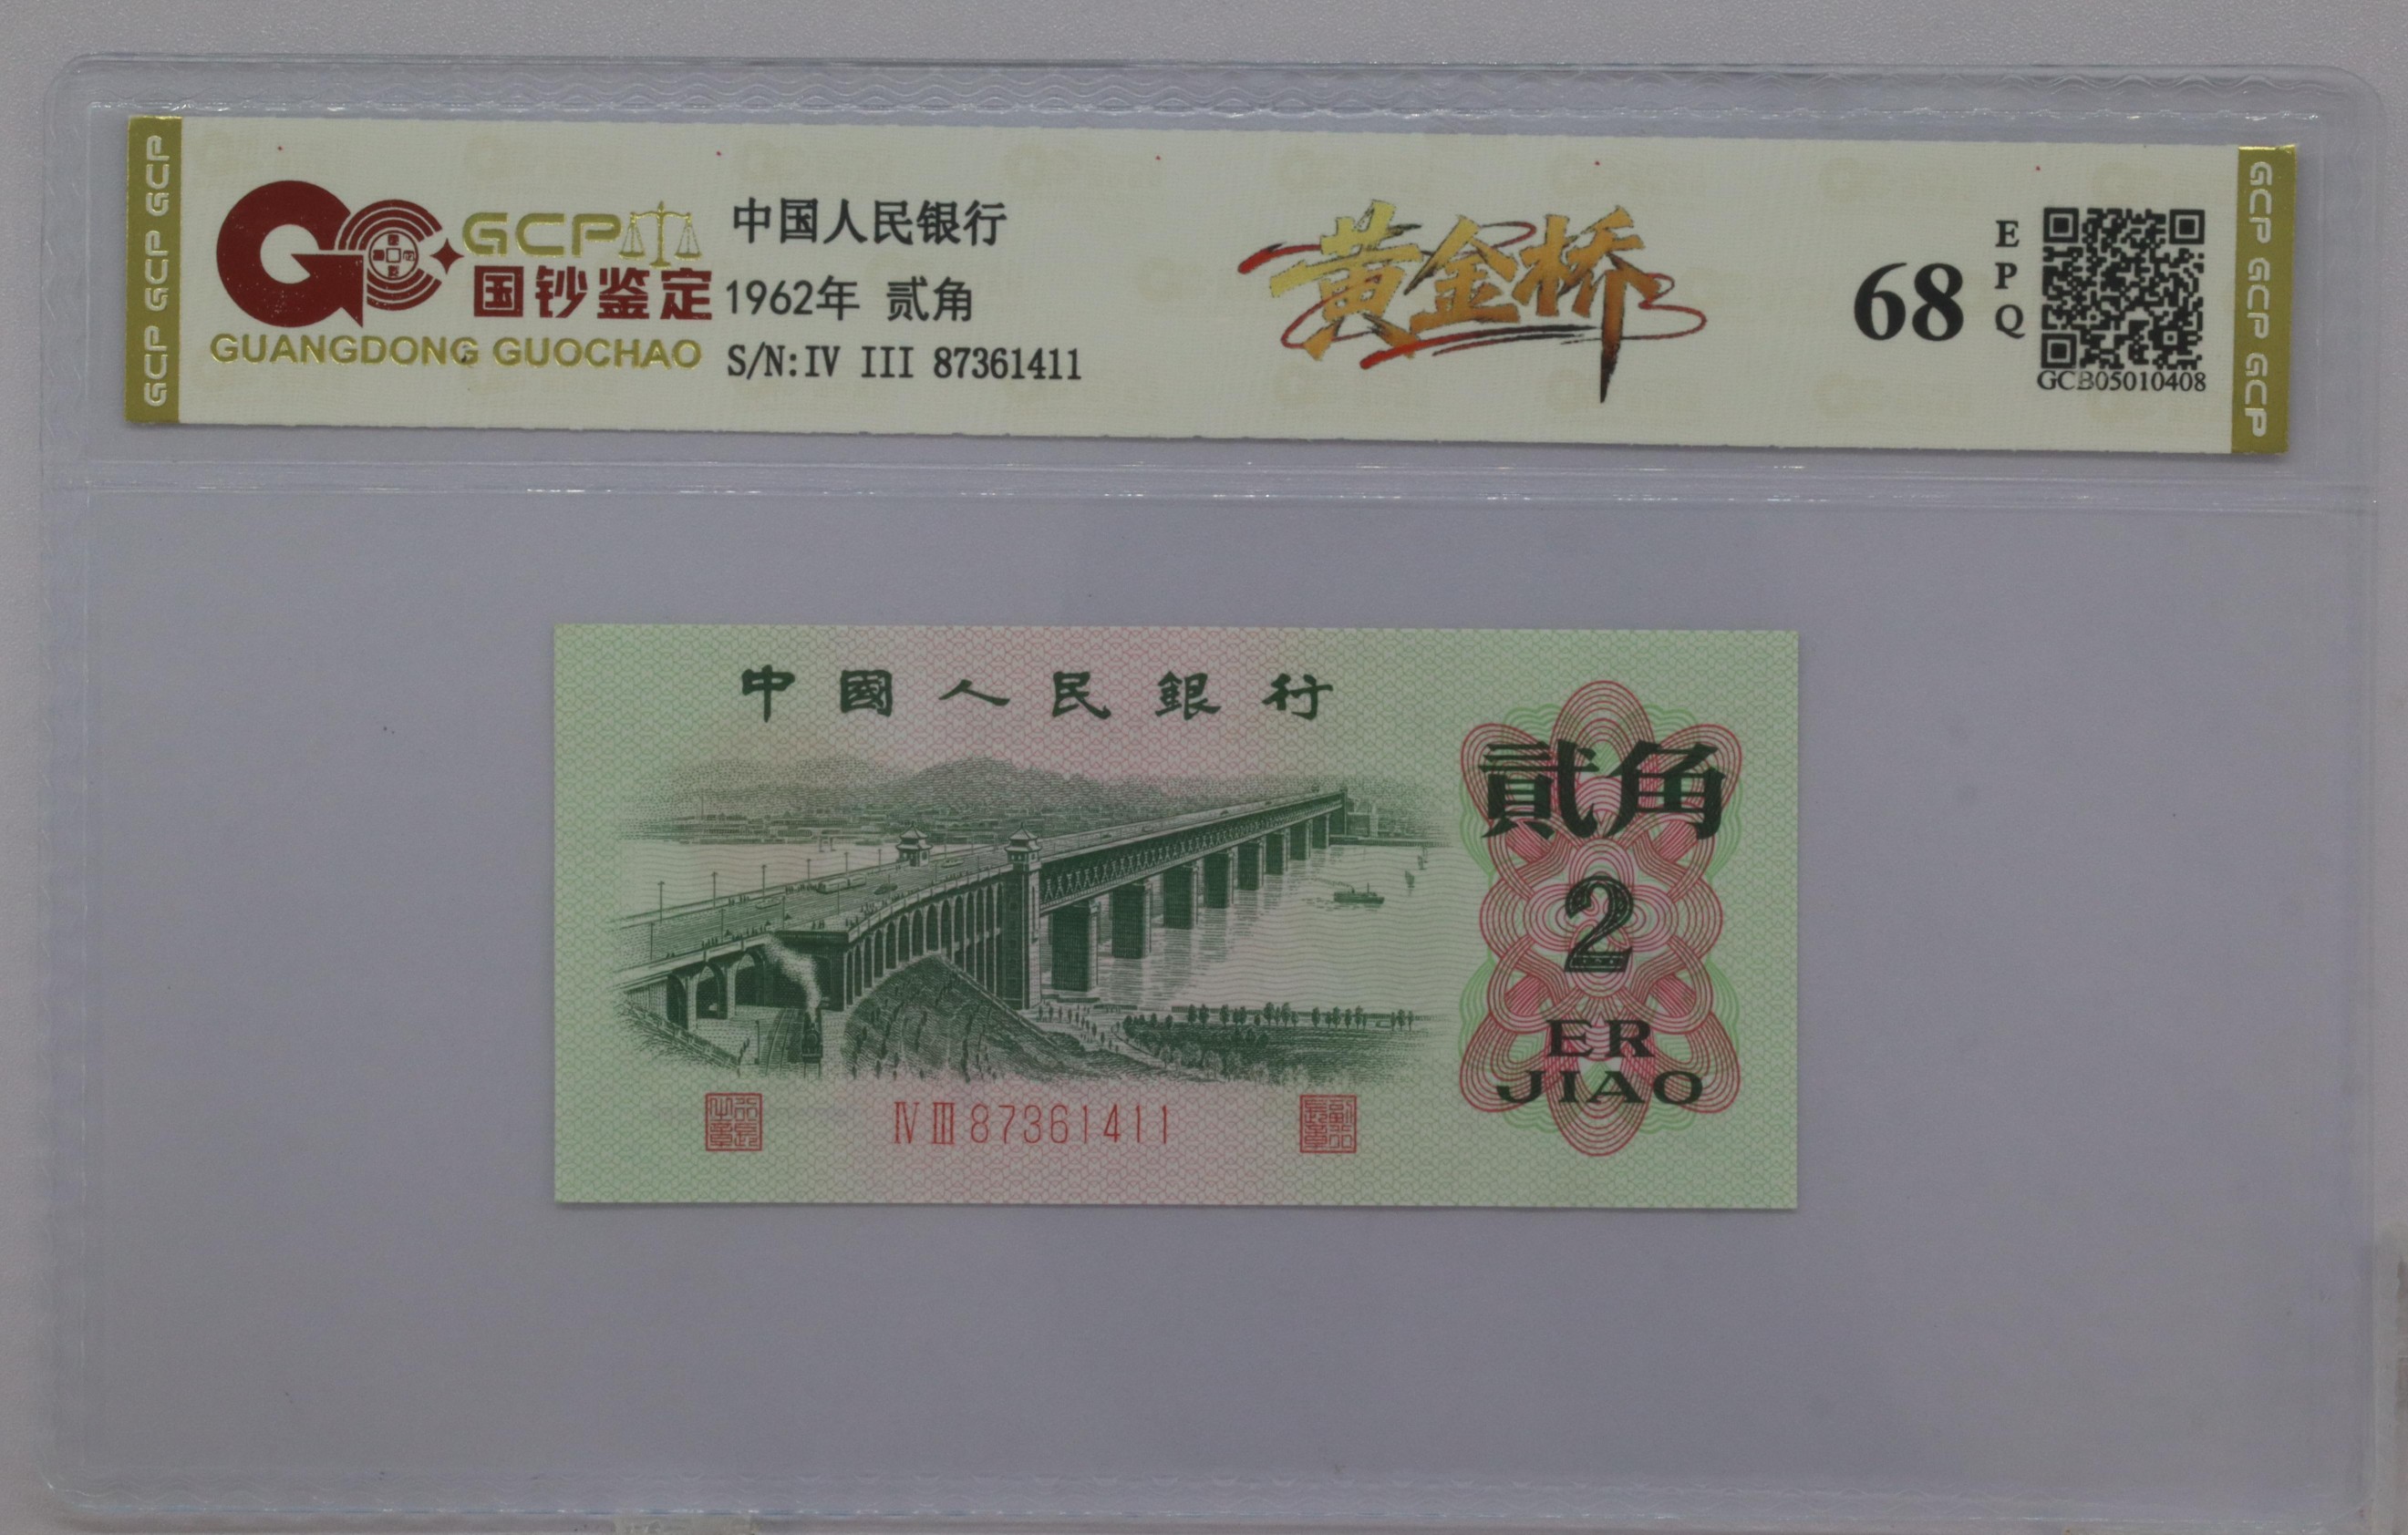 GCP GCP GCP
GCP
国钞鉴定
GUANGDONG GUOCHAO
中国人民银行
1962年 贰角
S/N:IV III 87361411
黄金桥
68
EPQ
GCB05010408
GCP GCP GCP
中國人民銀行
貳角
2
ER
JIAO
IV III 87361411